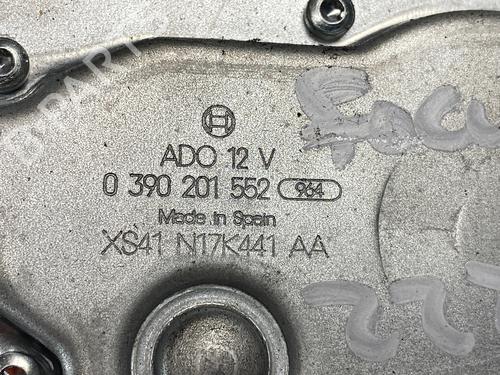 ADO 12 V
0 390 201 552 964
Made in Spain
XS41 N17K441 AA